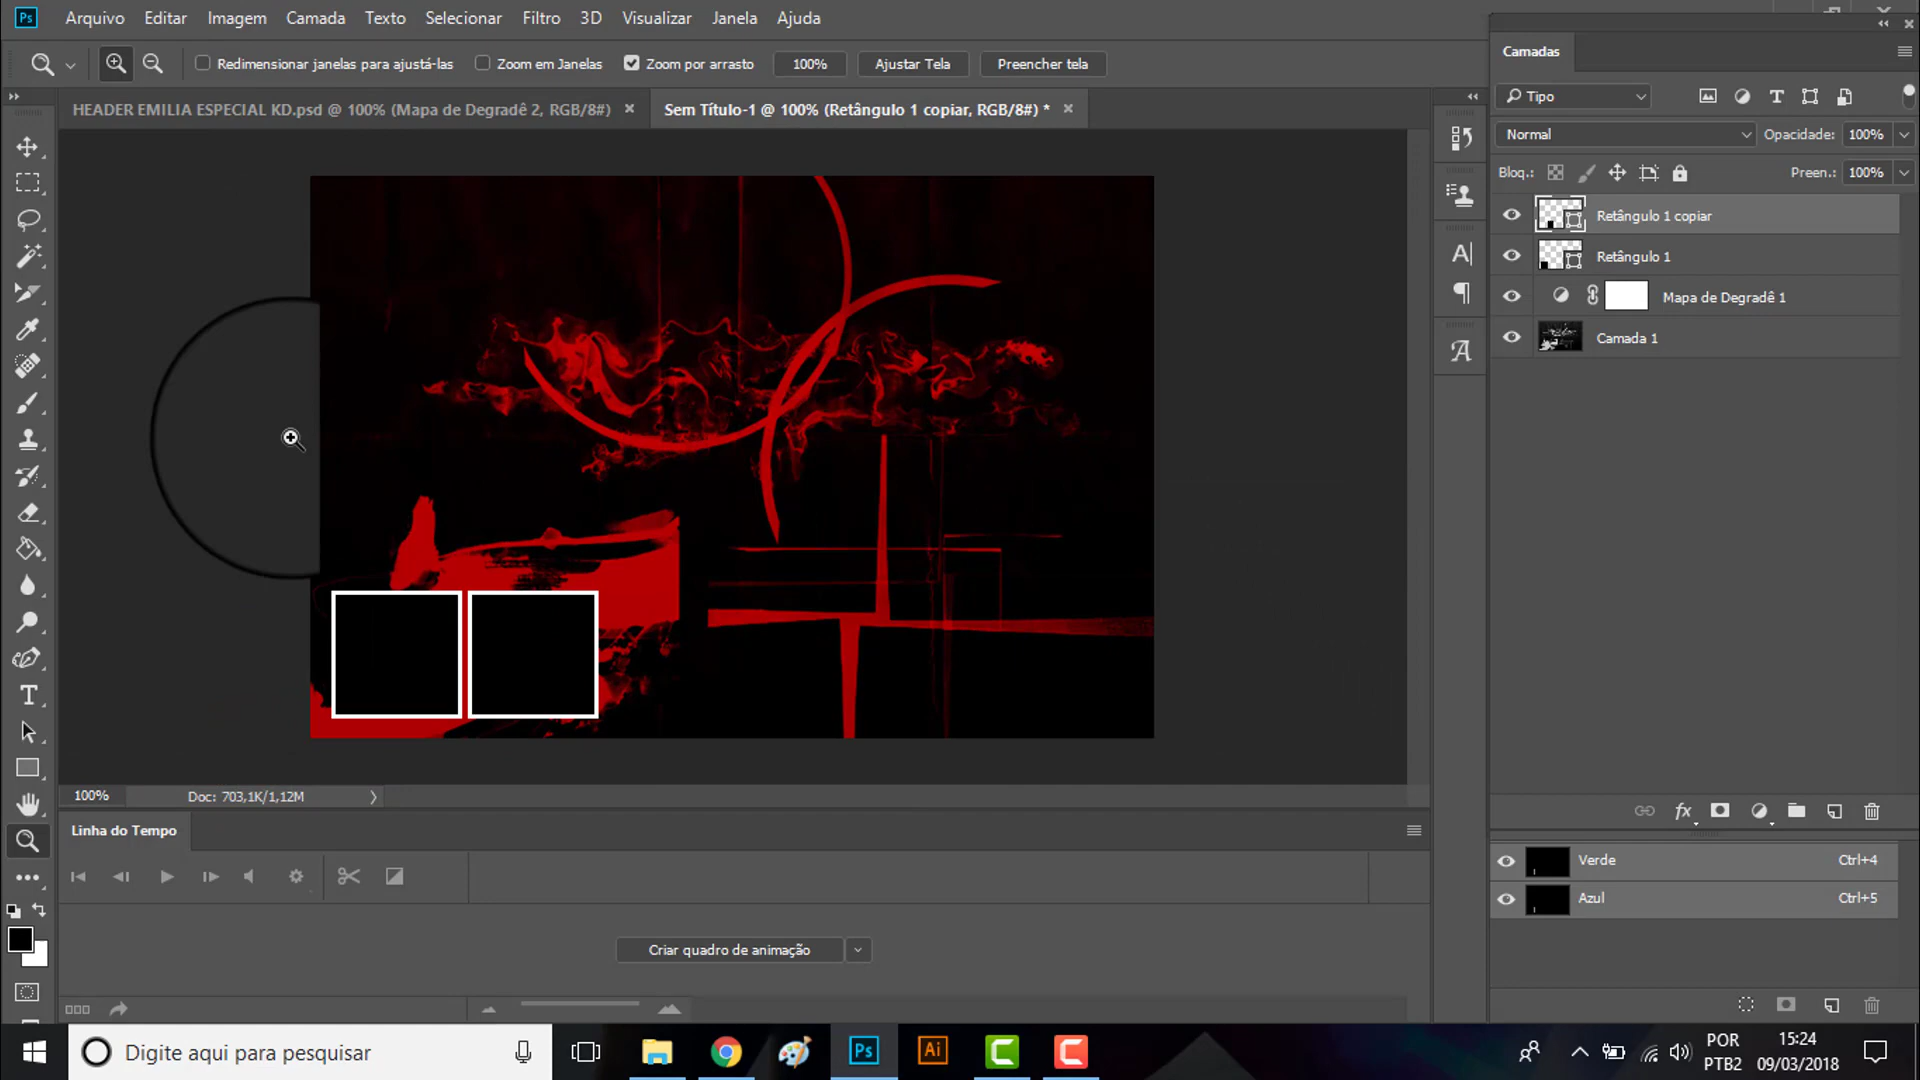 Ps Arquivo Editar Imagem Camada Texto Selecionar Filtro 3D Visualizar Janela Ajuda
Redimensionar janelas para ajustá-las Zoom em Janelas Zoom por arrasto 100% Ajustar Tela Preencher tela
HEADER EMILIA ESPECIAL KD.psd @ 100% (Mapa de Degradê 2, RGB/8#) × Sem Título-1 @ 100% (Retângulo 1 copiar, RGB/8#) * ×
Camadas
Tipo
Normal Opacidade: 100%
Bloq.: Preen.: 100%
Retângulo 1 copiar
Retângulo 1
Mapa de Degradê 1
Camada 1
fx
100% Doc: 703,1K/1,12M
Linha do Tempo
Verde Ctrl+4
Azul Ctrl+5
Criar quadro de animação
Digite aqui para pesquisar
Ps
Ai
POR
PTB2
15:24
09/03/2018